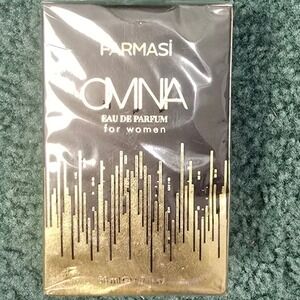 FARMASİ
OMNIA
EAU DE PARFUM
for women